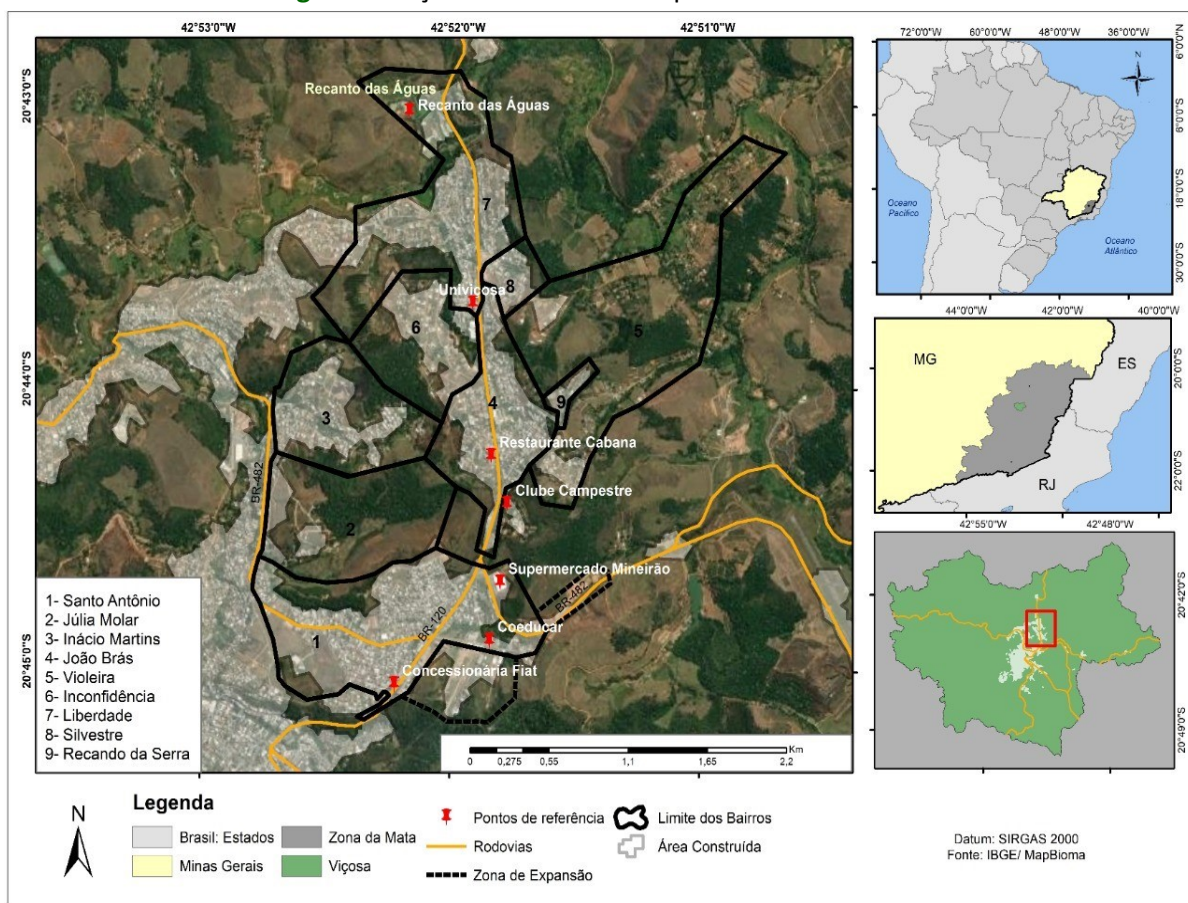 42°53'0"W 42°52'0"W 42°51'0"W
20°43'0"S
20°44'0"S
20°45'0"S
Recanto das Águas
Recanto das Águas
7
Univiçosa
8
6
5
3
4
9
Restaurante Cabana
Clube Campestre
BR-482
2
Supermercado Mineirão
BR-482
BR-120
Coeducar
1
Concessionária Fiat
1- Santo Antônio
2- Júlia Molar
3- Inácio Martins
4- João Brás
5- Violeira
6- Inconfidência
7- Liberdade
8- Silvestre
9- Recando da Serra
Km
0 0,275 0,55 1,1 1,65 2,2
72°0'0"W 60°0'0"W 48°0'0"W 36°0'0"W
N
6°0'0"N
6°0'0"S
18°0'0"S
30°0'0"S
Oceano
Pacífico
Oceano
Atlântico
44°0'0"W 42°0'0"W 40°0'0"W
MG
ES
RJ
20°0'0"S
22°0'0"S
42°55'0"W 42°48'0"W
20°42'0"S
20°49'0"S
N
Legenda
Brasil: Estados
Minas Gerais
Zona da Mata
Viçosa
Pontos de referência
Rodovias
Zona de Expansão
Limite dos Bairros
Área Construída
Datum: SIRGAS 2000
Fonte: IBGE/ MapBioma